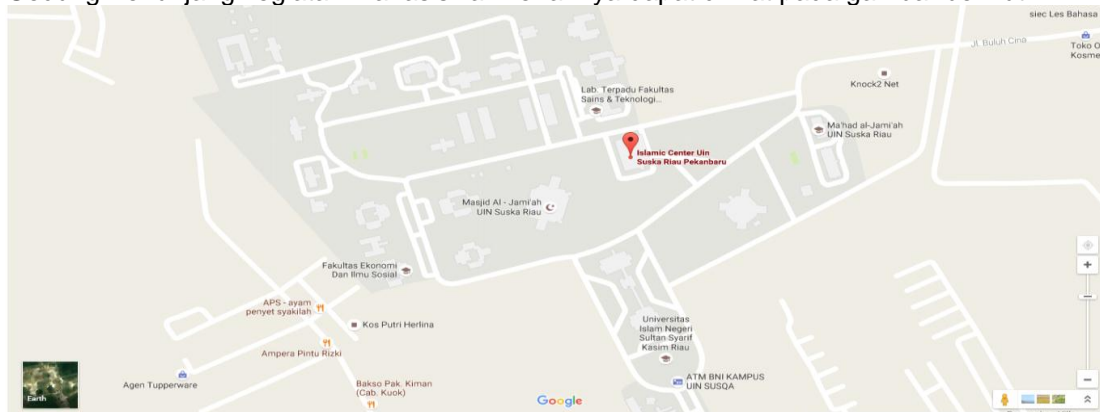 siec Les Bahasa
Jl. Buluh Cina
Toko O
Kosme
Knock2 Net
Lab. Terpadu Fakultas
Sains & Teknologi...
Ma'had al-Jami'ah
UIN Suska Riau
Islamic Center Uin
Suska Riau Pekanbaru
Masjid Al - Jami'ah
UIN Suska Riau
Fakultas Ekonomi
Dan Ilmu Sosial
APS - ayam
penyet syakilah
Kos Putri Herlina
Universitas
Islam Negeri
Sultan Syarif
Kasim Riau
Ampera Pintu Rizki
ATM BNI KAMPUS
UIN SUSQA
Agen Tupperware
Bakso Pak. Kiman
(Cab. Kuok)
Earth
Google